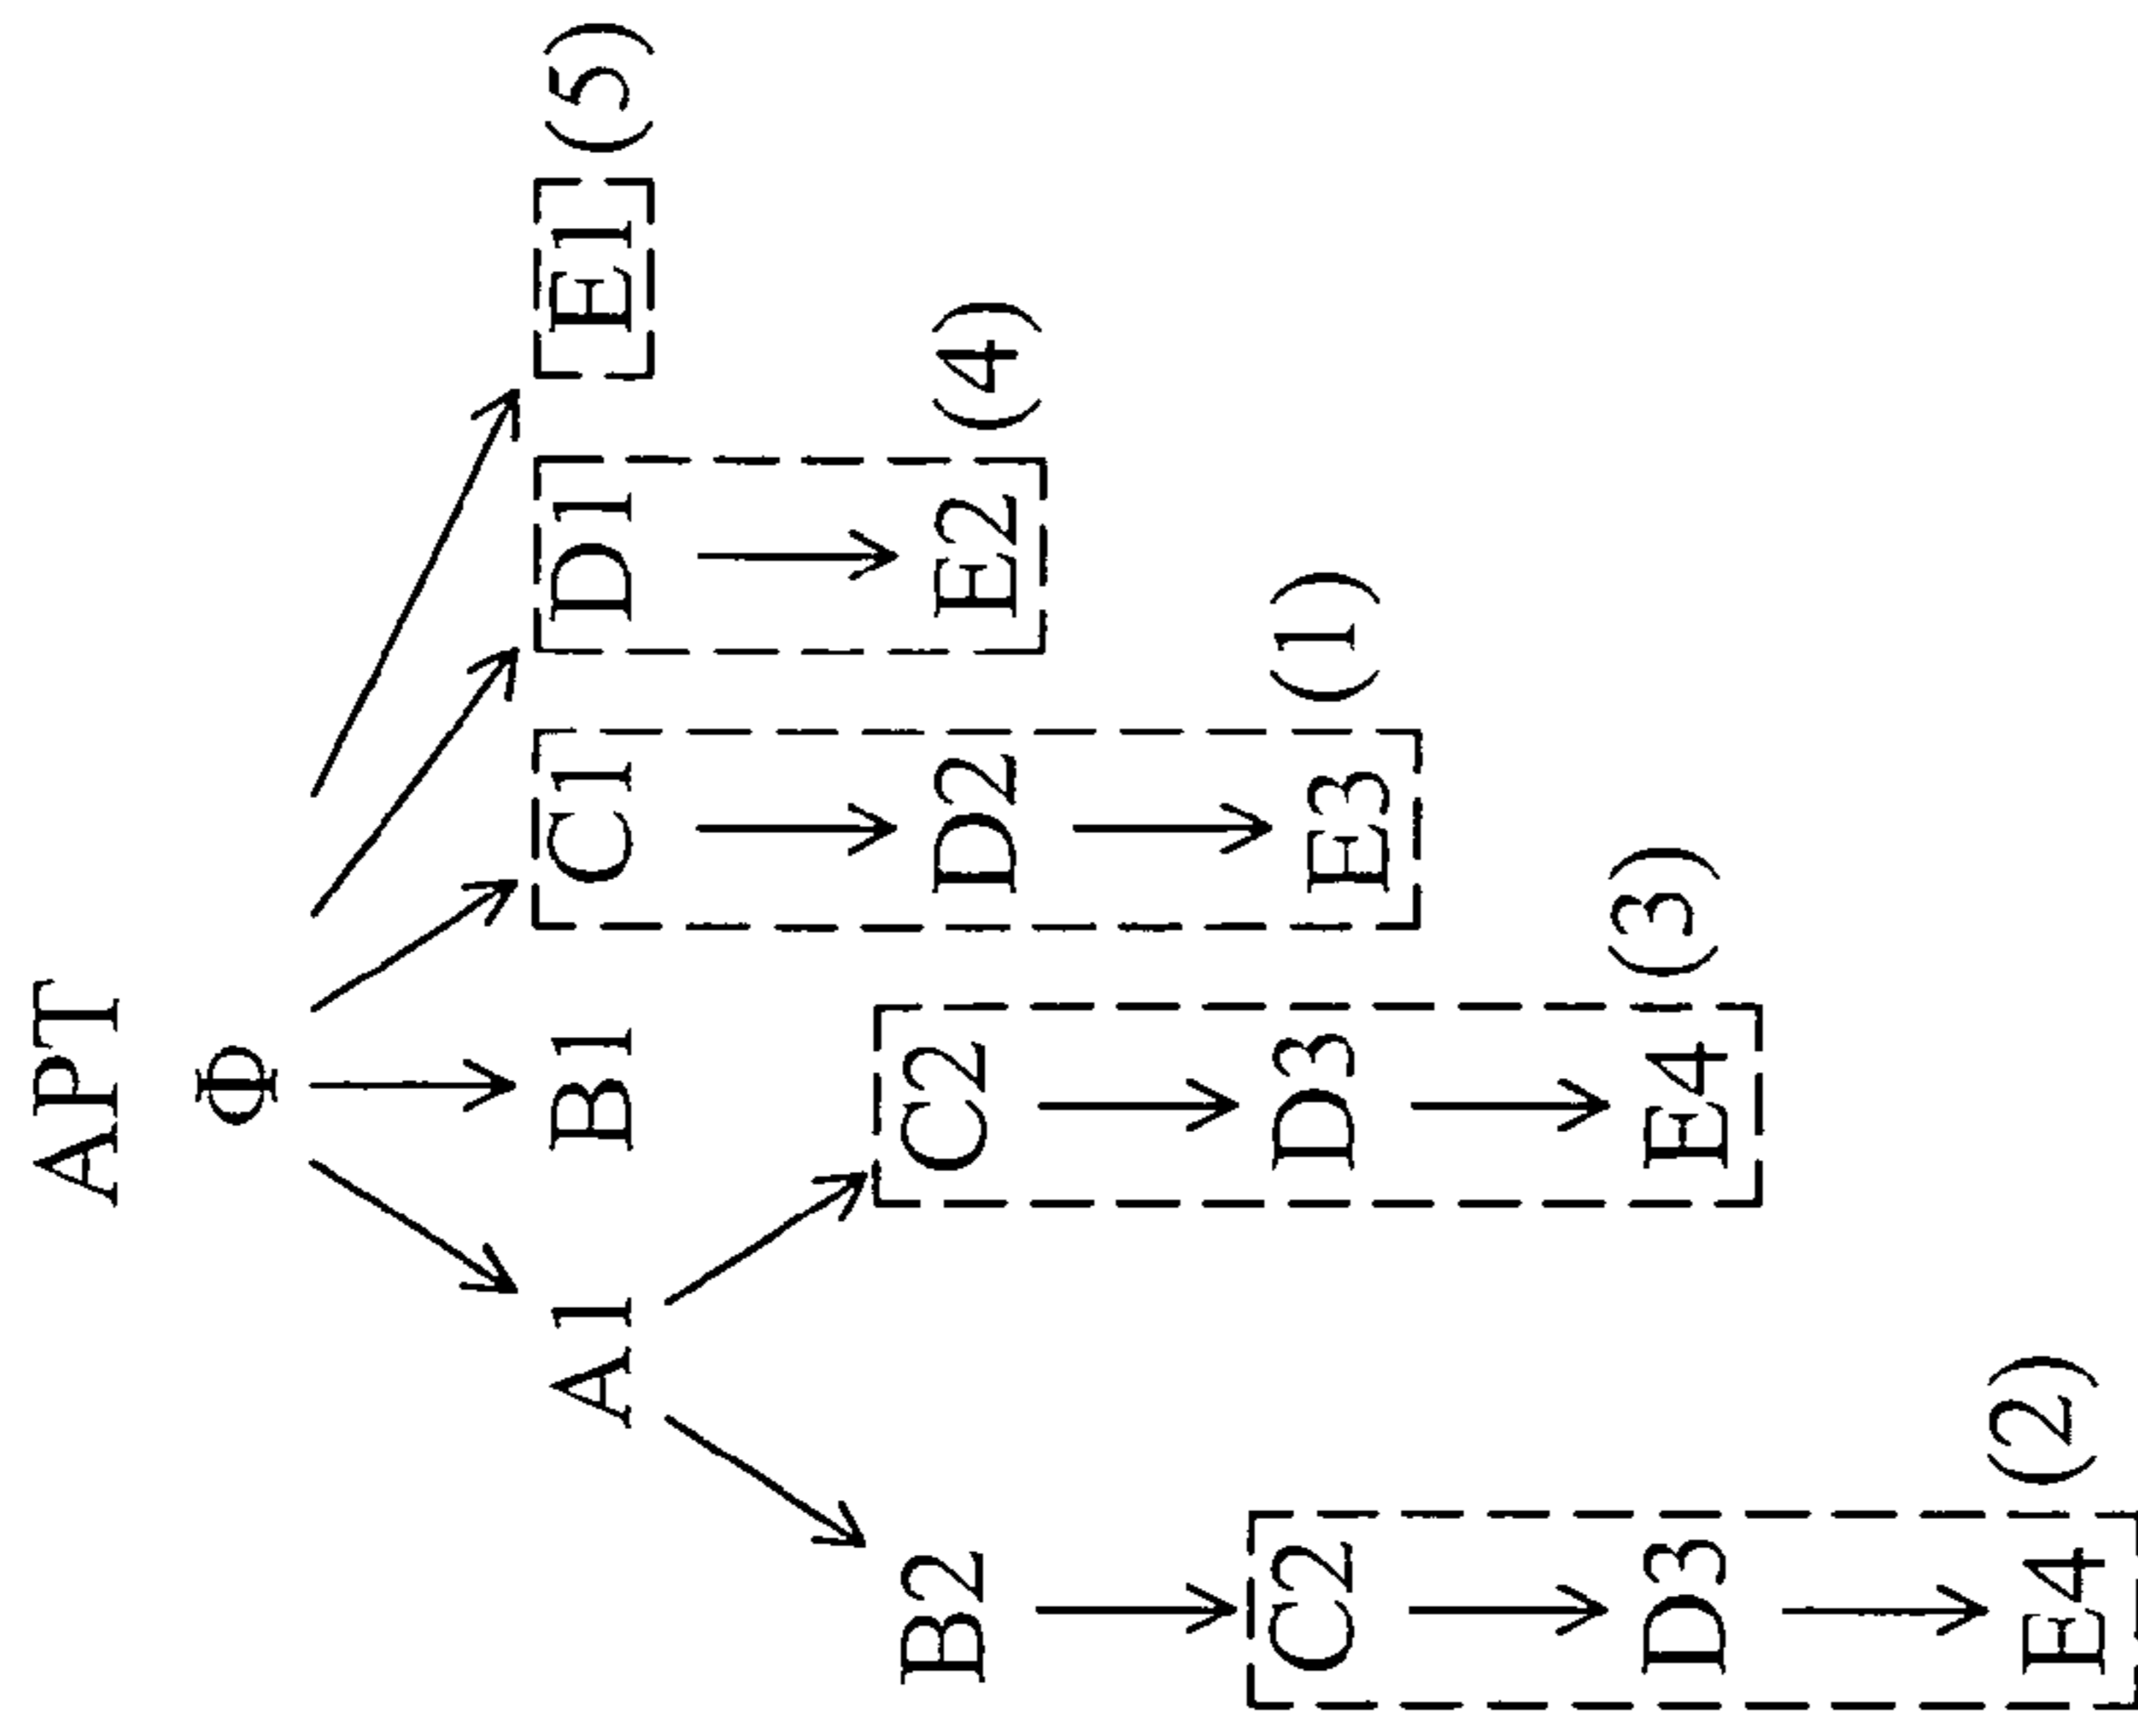 APT
Φ
A1 B1 C1 D1 E1 (5)
B2 C2 D2 E2 (4)
C2 D3 E3 (1)
D3 E4 (3)
E4 (2)